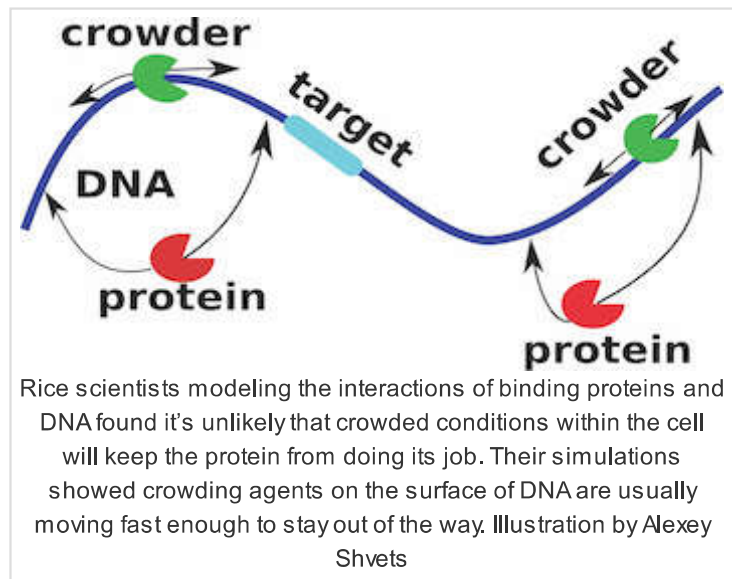 crowder
target
crowder
DNA
protein
protein
Rice scientists modeling the interactions of binding proteins and
DNA found it's unlikely that crowded conditions within the cell
will keep the protein from doing its job. Their simulations
showed crowding agents on the surface of DNA are usually
moving fast enough to stay out of the way. Illustration by Alexey
Shvets